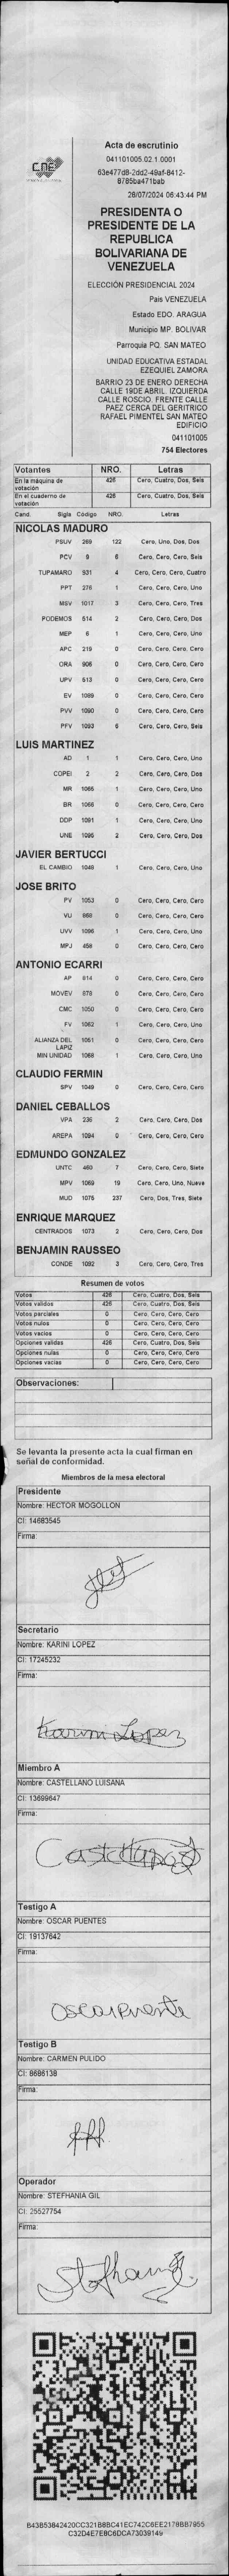 CNE
Acta de escrutinio
041101005.02.1.0001
63e477d8-2dd2-49af-8412-
8785ba471bab
28/07/2024 06:43:44 PM
PRESIDENTA O
PRESIDENTE DE LA
REPUBLICA
BOLIVARIANA DE
VENEZUELA
ELECCIÓN PRESIDENCIAL 2024
Pais VENEZUELA
Estado EDO. ARAGUA
Municipio MP. BOLIVAR
Parroquia PQ. SAN MATEO
UNIDAD EDUCATIVA ESTADAL
EZEQUIEL ZAMORA
BARRIO 23 DE ENERO DERECHA
CALLE 19DE ABRIL. IZQUIERDA
CALLE ROSCIO. FRENTE CALLE
PAEZ CERCA DEL GERITRICO
RAFAEL PIMENTEL SAN MATEO
EDIFICIO
041101005
754 Electores
Votantes NRO. Letras
En la máquina de votación 426 Cero, Cuatro, Dos, Seis
En el cuaderno de votación 426 Cero, Cuatro, Dos, Seis
Cand. Sigla Código NRO. Letras
NICOLAS MADURO
PSUV 269 122 Cero, Uno, Dos, Dos
PCV 9 6 Cero, Cero, Cero, Seis
TUPAMARO 931 4 Cero, Cero, Cero, Cuatro
PPT 276 1 Cero, Cero, Cero, Uno
MSV 1017 3 Cero, Cero, Cero, Tres
PODEMOS 614 2 Cero, Cero, Cero, Dos
MEP 6 1 Cero, Cero, Cero, Uno
APC 219 0 Cero, Cero, Cero, Cero
ORA 906 0 Cero, Cero, Cero, Cero
UPV 613 0 Cero, Cero, Cero, Cero
EV 1089 0 Cero, Cero, Cero, Cero
PVV 1090 0 Cero, Cero, Cero, Cero
PFV 1093 6 Cero, Cero, Cero, Seis
LUIS MARTINEZ
AD 1 1 Cero, Cero, Cero, Uno
COPEI 2 2 Cero, Cero, Cero, Dos
MR 1065 1 Cero, Cero, Cero, Uno
BR 1066 0 Cero, Cero, Cero, Cero
DDP 1091 1 Cero, Cero, Cero, Uno
UNE 1095 2 Cero, Cero, Cero, Dos
JAVIER BERTUCCI
EL CAMBIO 1046 1 Cero, Cero, Cero, Uno
JOSE BRITO
PV 1053 0 Cero, Cero, Cero, Cero
VU 868 0 Cero, Cero, Cero, Cero
UVV 1096 1 Cero, Cero, Cero, Uno
MPJ 458 0 Cero, Cero, Cero, Cero
ANTONIO ECARRI
AP 814 0 Cero, Cero, Cero, Cero
MOVEV 979 0 Cero, Cero, Cero, Cero
CMC 1050 0 Cero, Cero, Cero, Cero
FV 1062 1 Cero, Cero, Cero, Uno
ALIANZA DEL LAPIZ 1051 0 Cero, Cero, Cero, Cero
MIN UNIDAD 1068 1 Cero, Cero, Cero, Uno
CLAUDIO FERMIN
SPV 1049 0 Cero, Cero, Cero, Cero
DANIEL CEBALLOS
VPA 236 2 Cero, Cero, Cero, Dos
AREPA 1094 0 Cero, Cero, Cero, Cero
EDMUNDO GONZALEZ
UNTC 480 7 Cero, Cero, Cero, Siete
MPV 1069 19 Cero, Cero, Uno, Nueve
MUD 1075 237 Cero, Dos, Tres, Siete
ENRIQUE MARQUEZ
CENTRADOS 1073 2 Cero, Cero, Cero, Dos
BENJAMIN RAUSSEO
CONDE 1092 3 Cero, Cero, Cero, Tres
Resumen de votos
Votos 426 Cero, Cuatro, Dos, Seis
Votos validos 426 Cero, Cuatro, Dos, Seis
Votos parciales 0 Cero, Cero, Cero, Cero
Votos nulos 0 Cero, Cero, Cero, Cero
Votos vacios 0 Cero, Cero, Cero, Cero
Opciones validas 426 Cero, Cuatro, Dos, Seis
Opciones nulas 0 Cero, Cero, Cero, Cero
Opciones vacias 0 Cero, Cero, Cero, Cero
Observaciones:
Se levanta la presente acta la cual firman en
señal de conformidad.
Miembros de la mesa electoral
Presidente
Nombre: HECTOR MOGOLLON
CI: 14683545
Firma:
Secretario
Nombre: KARINI LOPEZ
CI: 17245232
Firma:
Karini Lopez
Miembro A
Nombre: CASTELLANO LUISANA
CI: 13699647
Firma:
Testigo A
Nombre: OSCAR PUENTES
CI: 19137642
Firma:
Oscar Puente
Testigo B
Nombre: CARMEN PULIDO
CI: 8686138
Firma:
Operador
Nombre: STEFHANIA GIL
CI: 25527754
Firma:
B43B53842420CC321B8BC41EC742C6EE2178BB7955
C32D4E7E8C6DCA73039149